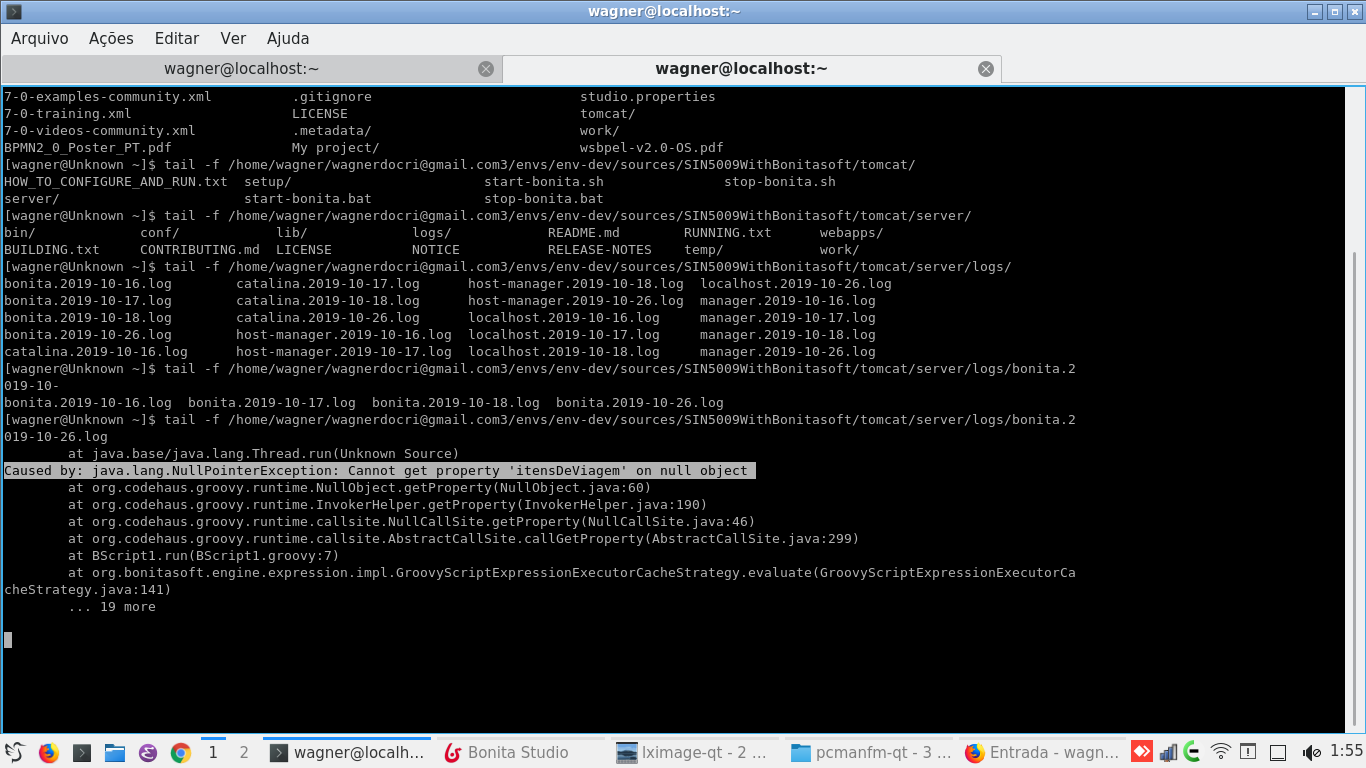 wagner@localhost:~
Arquivo Ações Editar Ver Ajuda
wagner@localhost:~ wagner@localhost:~
7-0-examples-community.xml .gitignore studio.properties
7-0-training.xml LICENSE tomcat/
7-0-videos-community.xml .metadata/ work/
BPMN2_0_Poster_PT.pdf My project/ wsbpel-v2.0-OS.pdf
[wagner@Unknown ~]$ tail -f /home/wagner/wagnerdocri@gmail.com3/envs/env-dev/sources/SIN5009WithBonitasoft/tomcat/
HOW_TO_CONFIGURE_AND_RUN.txt setup/ start-bonita.sh stop-bonita.sh
server/ start-bonita.bat stop-bonita.bat
[wagner@Unknown ~]$ tail -f /home/wagner/wagnerdocri@gmail.com3/envs/env-dev/sources/SIN5009WithBonitasoft/tomcat/server/
bin/ conf/ lib/ logs/ README.md RUNNING.txt webapps/
BUILDING.txt CONTRIBUTING.md LICENSE NOTICE RELEASE-NOTES temp/ work/
[wagner@Unknown ~]$ tail -f /home/wagner/wagnerdocri@gmail.com3/envs/env-dev/sources/SIN5009WithBonitasoft/tomcat/server/logs/
bonita.2019-10-16.log catalina.2019-10-17.log host-manager.2019-10-18.log localhost.2019-10-26.log
bonita.2019-10-17.log catalina.2019-10-18.log host-manager.2019-10-26.log manager.2019-10-16.log
bonita.2019-10-18.log catalina.2019-10-26.log localhost.2019-10-16.log manager.2019-10-17.log
bonita.2019-10-26.log host-manager.2019-10-16.log localhost.2019-10-17.log manager.2019-10-18.log
catalina.2019-10-16.log host-manager.2019-10-17.log localhost.2019-10-18.log manager.2019-10-26.log
[wagner@Unknown ~]$ tail -f /home/wagner/wagnerdocri@gmail.com3/envs/env-dev/sources/SIN5009WithBonitasoft/tomcat/server/logs/bonita.2
019-10-
bonita.2019-10-16.log bonita.2019-10-17.log bonita.2019-10-18.log bonita.2019-10-26.log
[wagner@Unknown ~]$ tail -f /home/wagner/wagnerdocri@gmail.com3/envs/env-dev/sources/SIN5009WithBonitasoft/tomcat/server/logs/bonita.2
019-10-26.log
at java.base/java.lang.Thread.run(Unknown Source)
Caused by: java.lang.NullPointerException: Cannot get property 'itensDeViagem' on null object
at org.codehaus.groovy.runtime.NullObject.getProperty(NullObject.java:60)
at org.codehaus.groovy.runtime.InvokerHelper.getProperty(InvokerHelper.java:190)
at org.codehaus.groovy.runtime.callsite.NullCallSite.getProperty(NullCallSite.java:46)
at org.codehaus.groovy.runtime.callsite.AbstractCallSite.callGetProperty(AbstractCallSite.java:299)
at BScript1.run(BScript1.groovy:7)
at org.bonitasoft.engine.expression.impl.GroovyScriptExpressionExecutorCacheStrategy.evaluate(GroovyScriptExpressionExecutorCa
cheStrategy.java:141)
... 19 more
1 2 wagner@localh... Bonita Studio lximage-qt - 2 ... pcmanfm-qt - 3 ... Entrada - wagn... 1:55